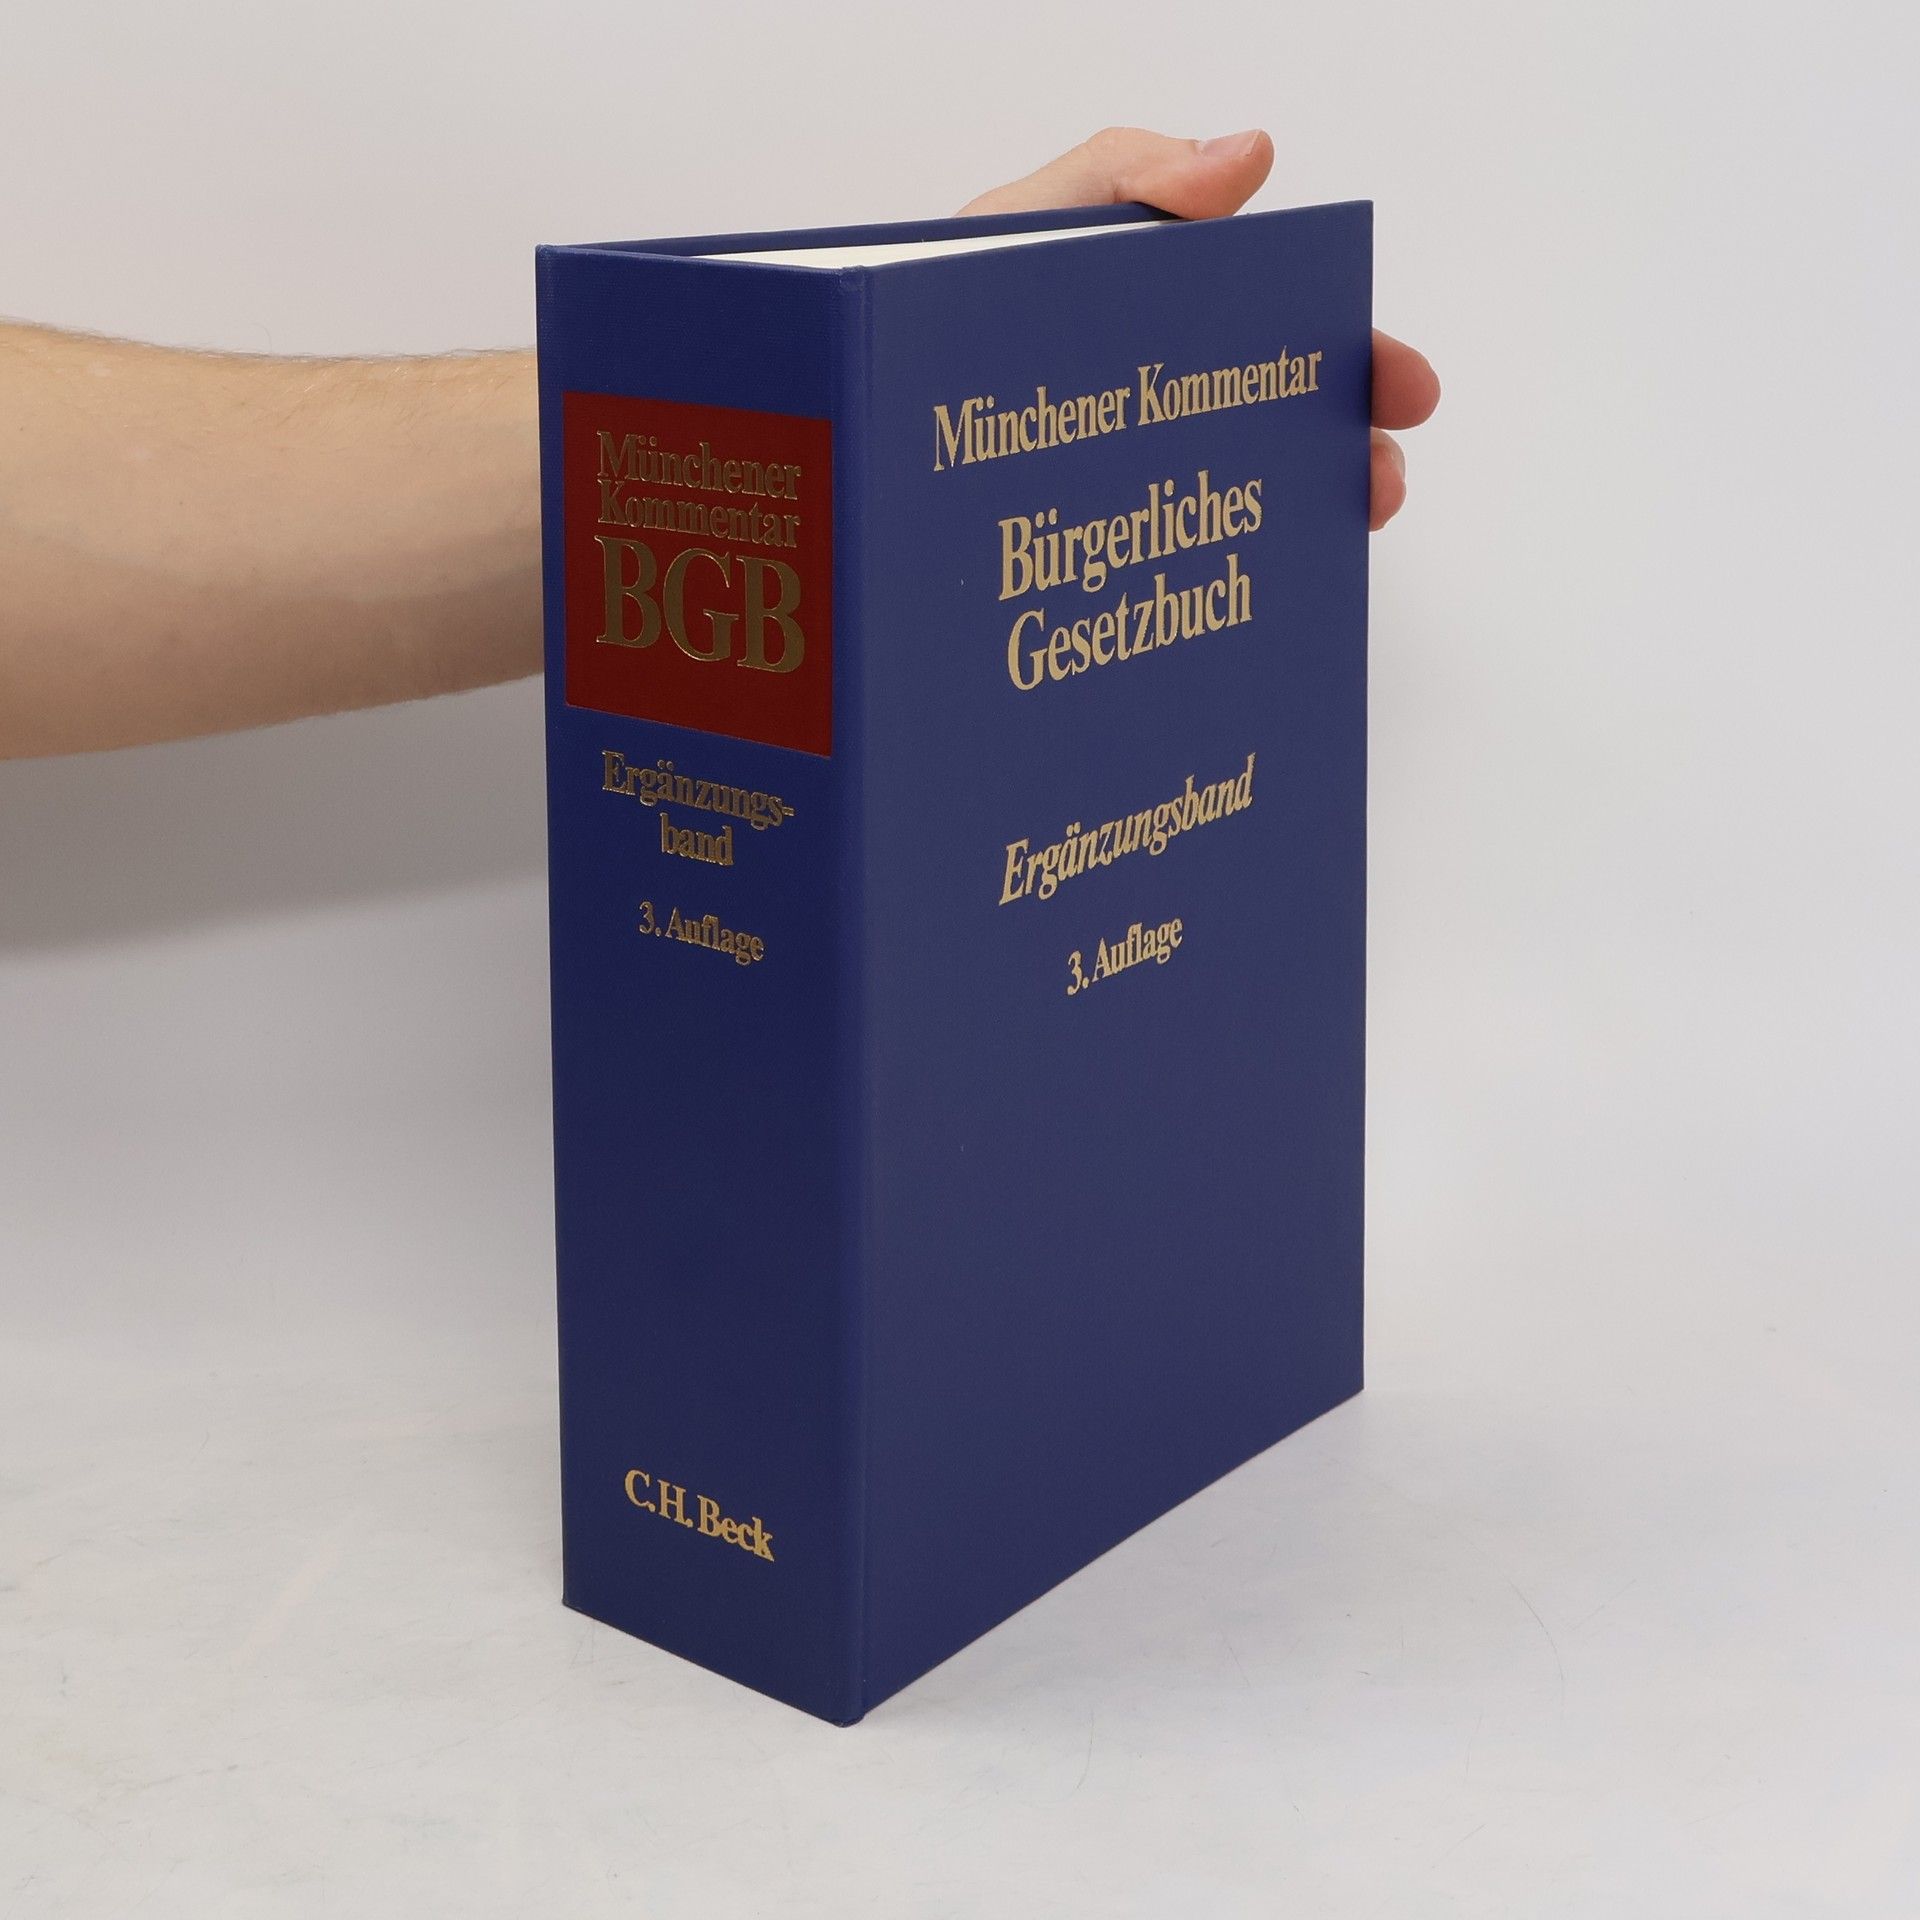 Münchener
Kommentar
BGB
Ergänzungs-
band
3. Auflage
C.H.Beck
Münchener Kommentar
Bürgerliches
Gesetzbuch
Ergänzungsband
3. Auflage